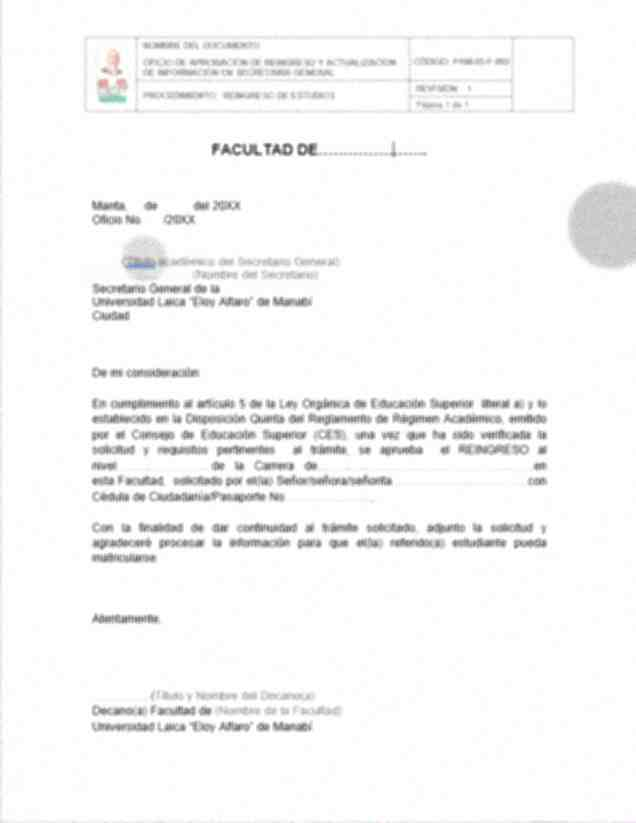 NOMBRE DEL DOCUMENTO:
OFICIO DE APROBACIÓN DE REINGRESO Y ACTUALIZACIÓN
DE INFORMACIÓN EN SECRETARÍA GENERAL
CÓDIGO:
PROCEDIMIENTO: REINGRESO DE ESTUDIOS
REVISIÓN: 1
Página 1 de 1
FACULTAD DE
Manta, de del 20XX
Oficio No. /20XX
(Título académico del Secretario General)
(Nombre del Secretario)
Secretario General de la
Universidad Laica “Eloy Alfaro” de Manabí
Ciudad
De mi consideración:
En cumplimiento al artículo 5 de la Ley Orgánica de Educación Superior literal a) y lo
establecido en la Disposición Quinta del Reglamento de Régimen Académico, emitido
por el Consejo de Educación Superior (CES), una vez que ha sido verificada la
solicitud y requisitos pertinentes al trámite, se aprueba el REINGRESO al
nivel de la Carrera de en
esta Facultad, solicitado por el(la) Señor/señora/señorita con
Cédula de Ciudadanía/Pasaporte No
Con la finalidad de dar continuidad al trámite solicitado, adjunto la solicitud y
agradeceré procesar la información para que el(la) referido(a) estudiante pueda
matricularse.
Atentamente,
(Título y Nombre del Decano(a)
Decano(a) Facultad de (Nombre de la Facultad)
Universidad Laica “Eloy Alfaro” de Manabí